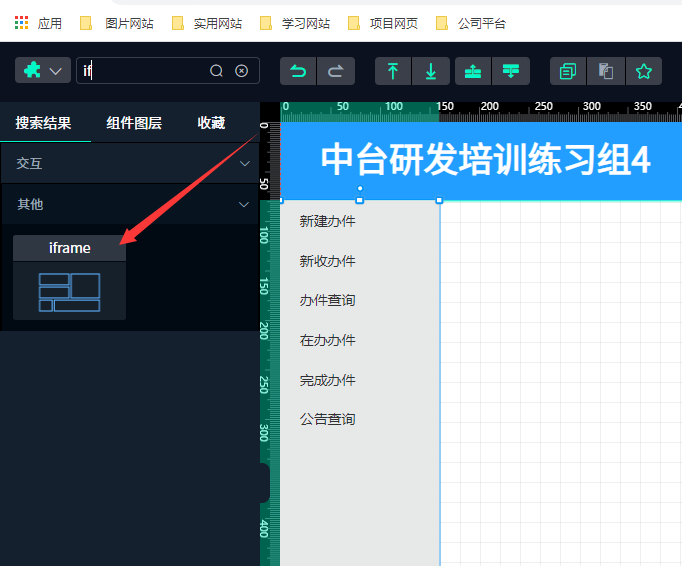 应用 图片网站 实用网站 学习网站 项目网页 公司平台
if
搜索结果 组件图层 收藏
交互
其他
iframe
0 50 100 150 200 250 300 350 40
0
50
100
150
200
250
300
350
400
中台研发培训练习组4
新建办件
新收办件
办件查询
在办办件
完成办件
公告查询